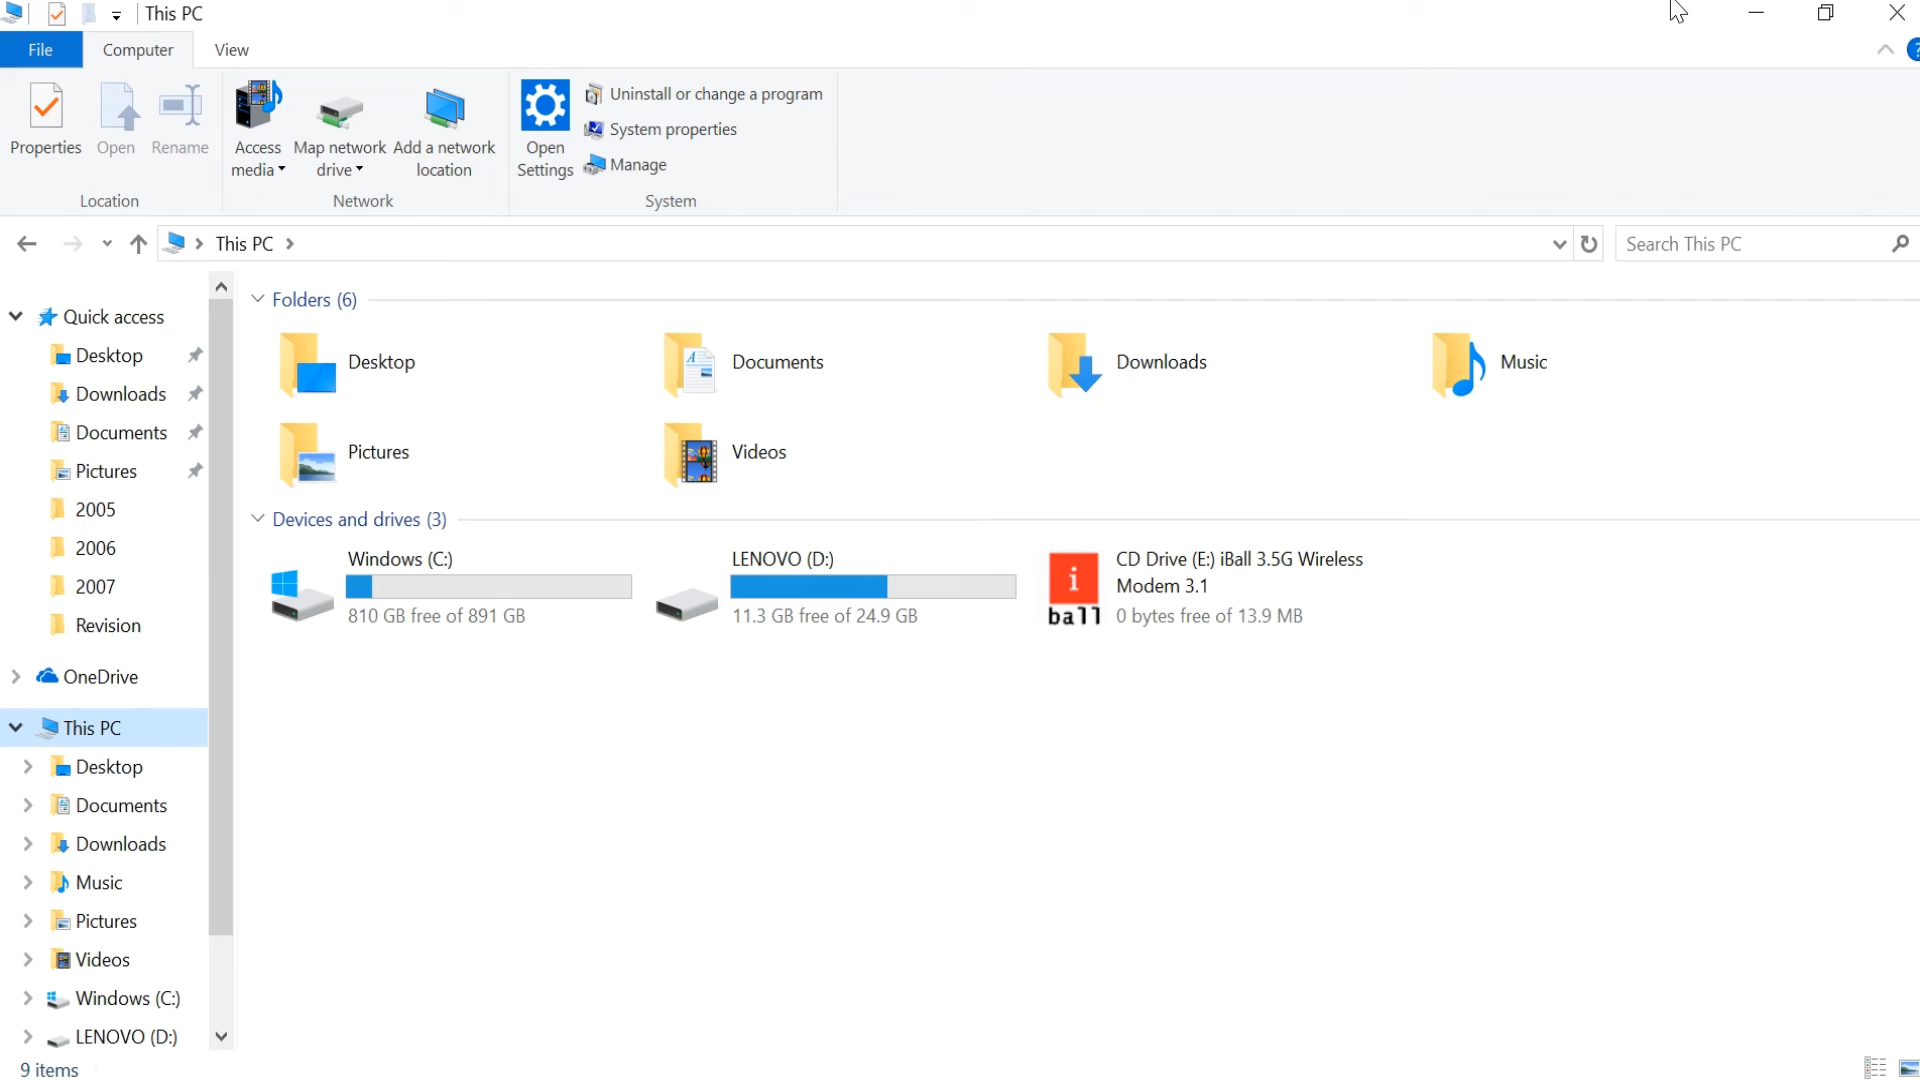 This PC
File
Computer
View
Properties
Open
Rename
Access
media
Map network
drive
Add a network
location
Open
Settings
Uninstall or change a program
System properties
Manage
Location
Network
System
This PC
Search This PC
Quick access
Desktop
Downloads
Documents
Pictures
2005
2006
2007
Revision
OneDrive
This PC
Desktop
Documents
Downloads
Music
Pictures
Videos
Windows (C:)
LENOVO (D:)
Folders (6)
Desktop
Documents
Downloads
Music
Pictures
Videos
Devices and drives (3)
Windows (C:)
810 GB free of 891 GB
LENOVO (D:)
11.3 GB free of 24.9 GB
i
ball
CD Drive (E:) iBall 3.5G Wireless
Modem 3.1
0 bytes free of 13.9 MB
9 items